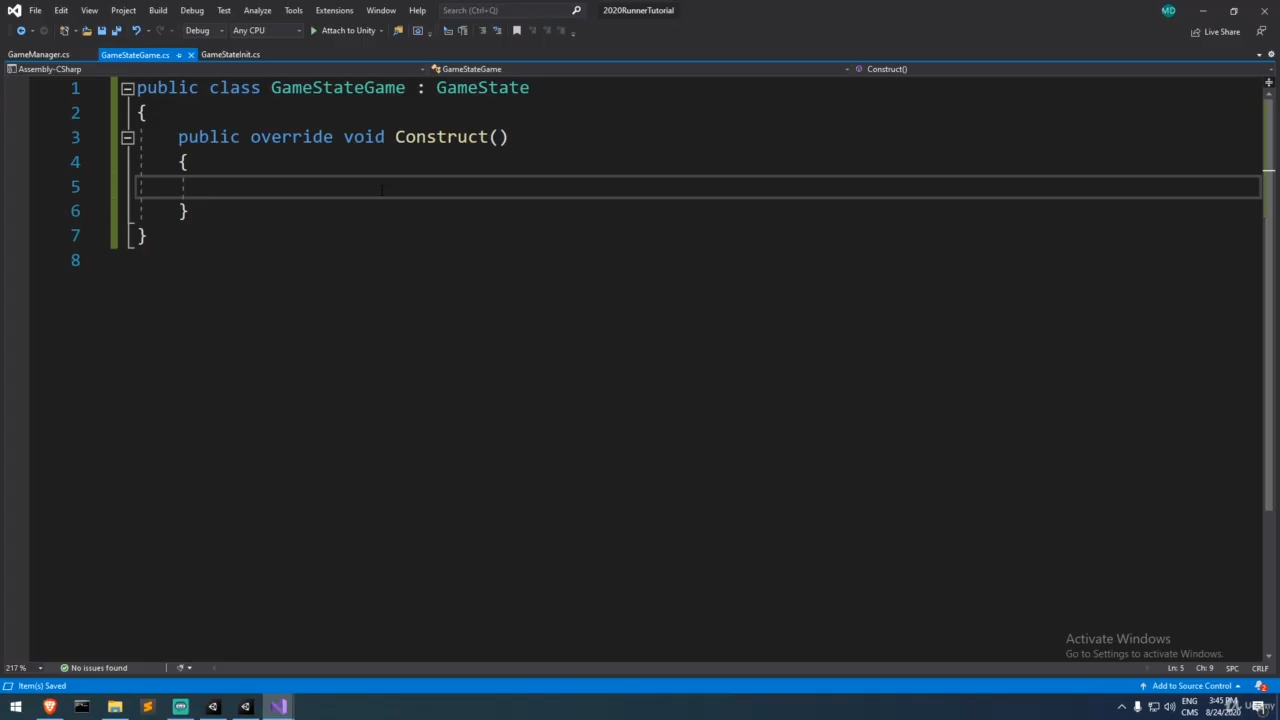 File Edit View Project Build Debug Test Analyze Tools Extensions Window Help Search (Ctrl+Q) 2020RunnerTutorial MD
Debug Any CPU Attach to Unity Live Share
GameManager.cs GameStateGame.cs GameStateInit.cs
Assembly-CSharp GameStateGame Construct()
1 public class GameStateGame : GameState
2 {
3 public override void Construct()
4 {
5
6 }
7 }
8
Activate Windows
Go to Settings to activate Windows.
217 % No issues found Ln: 5 Ch: 9 SPC CRLF
Item(s) Saved Add to Source Control 2
ENG 3:45 PM
CMS 8/24/2020
Udemy